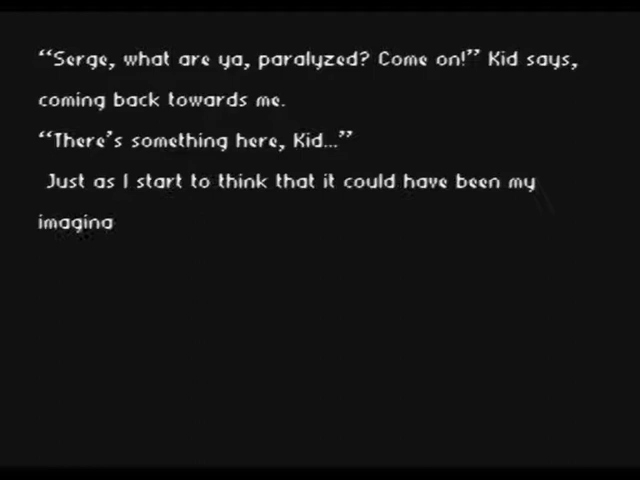 “Serge, what are ya, paralyzed? Come on!” Kid says,
coming back towards me.
“There's something here, Kid...”
Just as I start to think that it could have been my
imagina